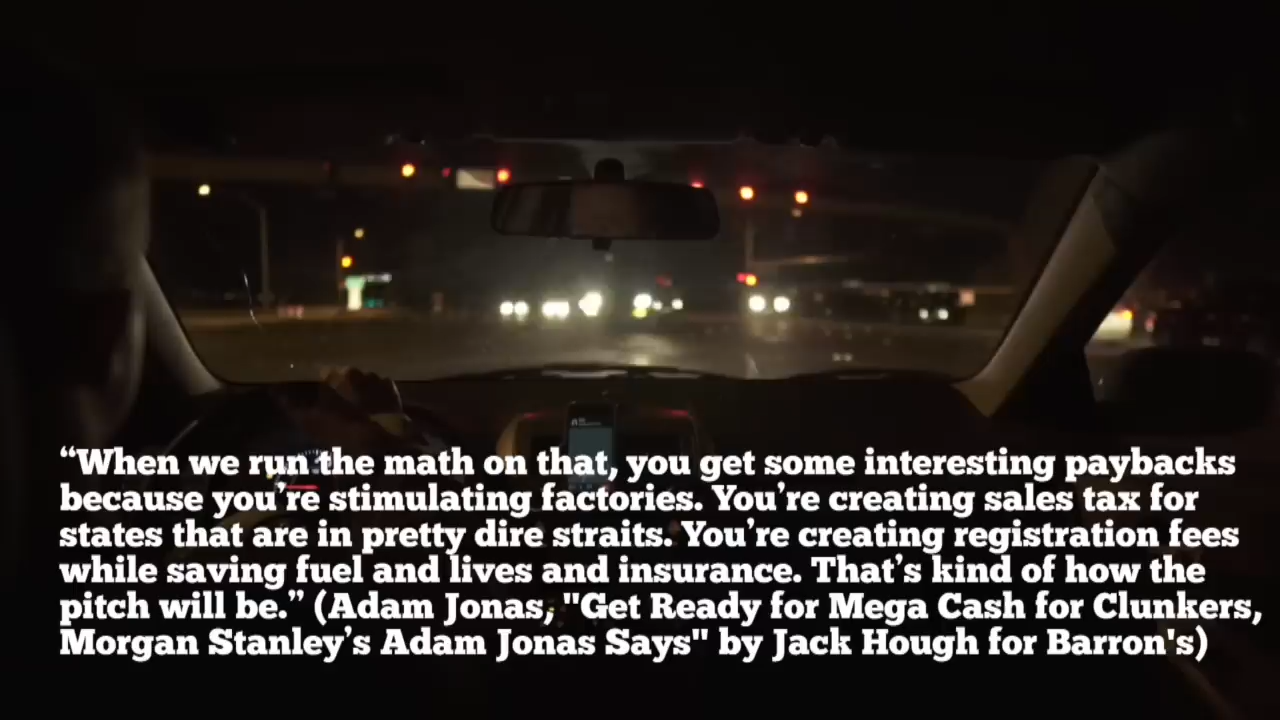 “When we run the math on that, you get some interesting paybacks
because you’re stimulating factories. You’re creating sales tax for
states that are in pretty dire straits. You’re creating registration fees
while saving fuel and lives and insurance. That’s kind of how the
pitch will be.” (Adam Jonas, "Get Ready for Mega Cash for Clunkers,
Morgan Stanley’s Adam Jonas Says" by Jack Hough for Barron's)